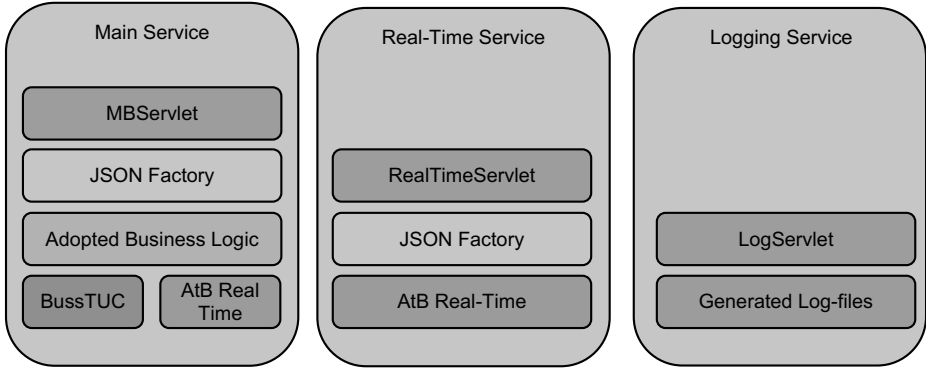 Main Service
MBServlet
JSON Factory
Adopted Business Logic
BussTUC
AtB Real
Time
Real-Time Service
RealTimeServlet
JSON Factory
AtB Real-Time
Logging Service
LogServlet
Generated Log-files